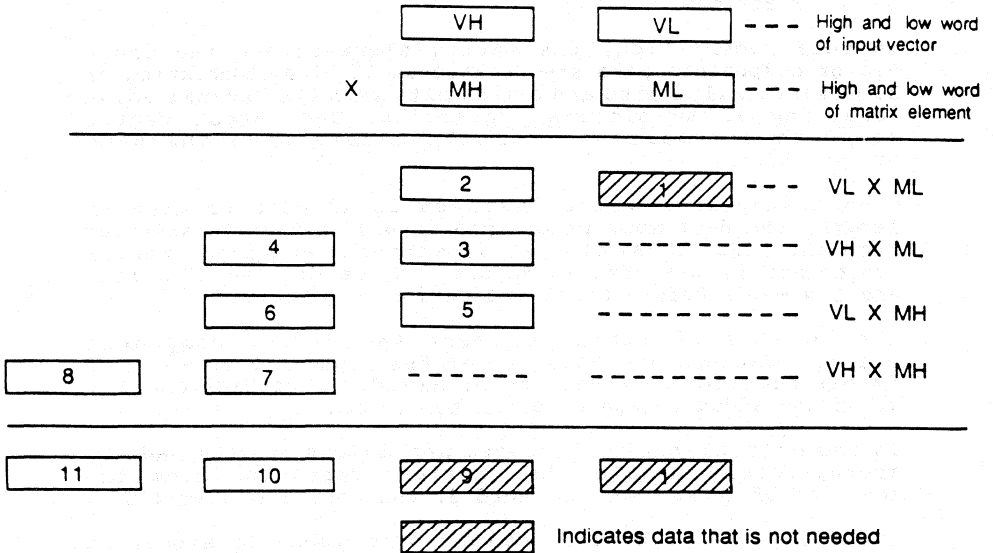 VH VL High and low word
of input vector
X MH ML High and low word
of matrix element
2 1 VL X ML
4 3 VH X ML
6 5 VL X MH
8 7 VH X MH
11 10 9 1
Indicates data that is not needed